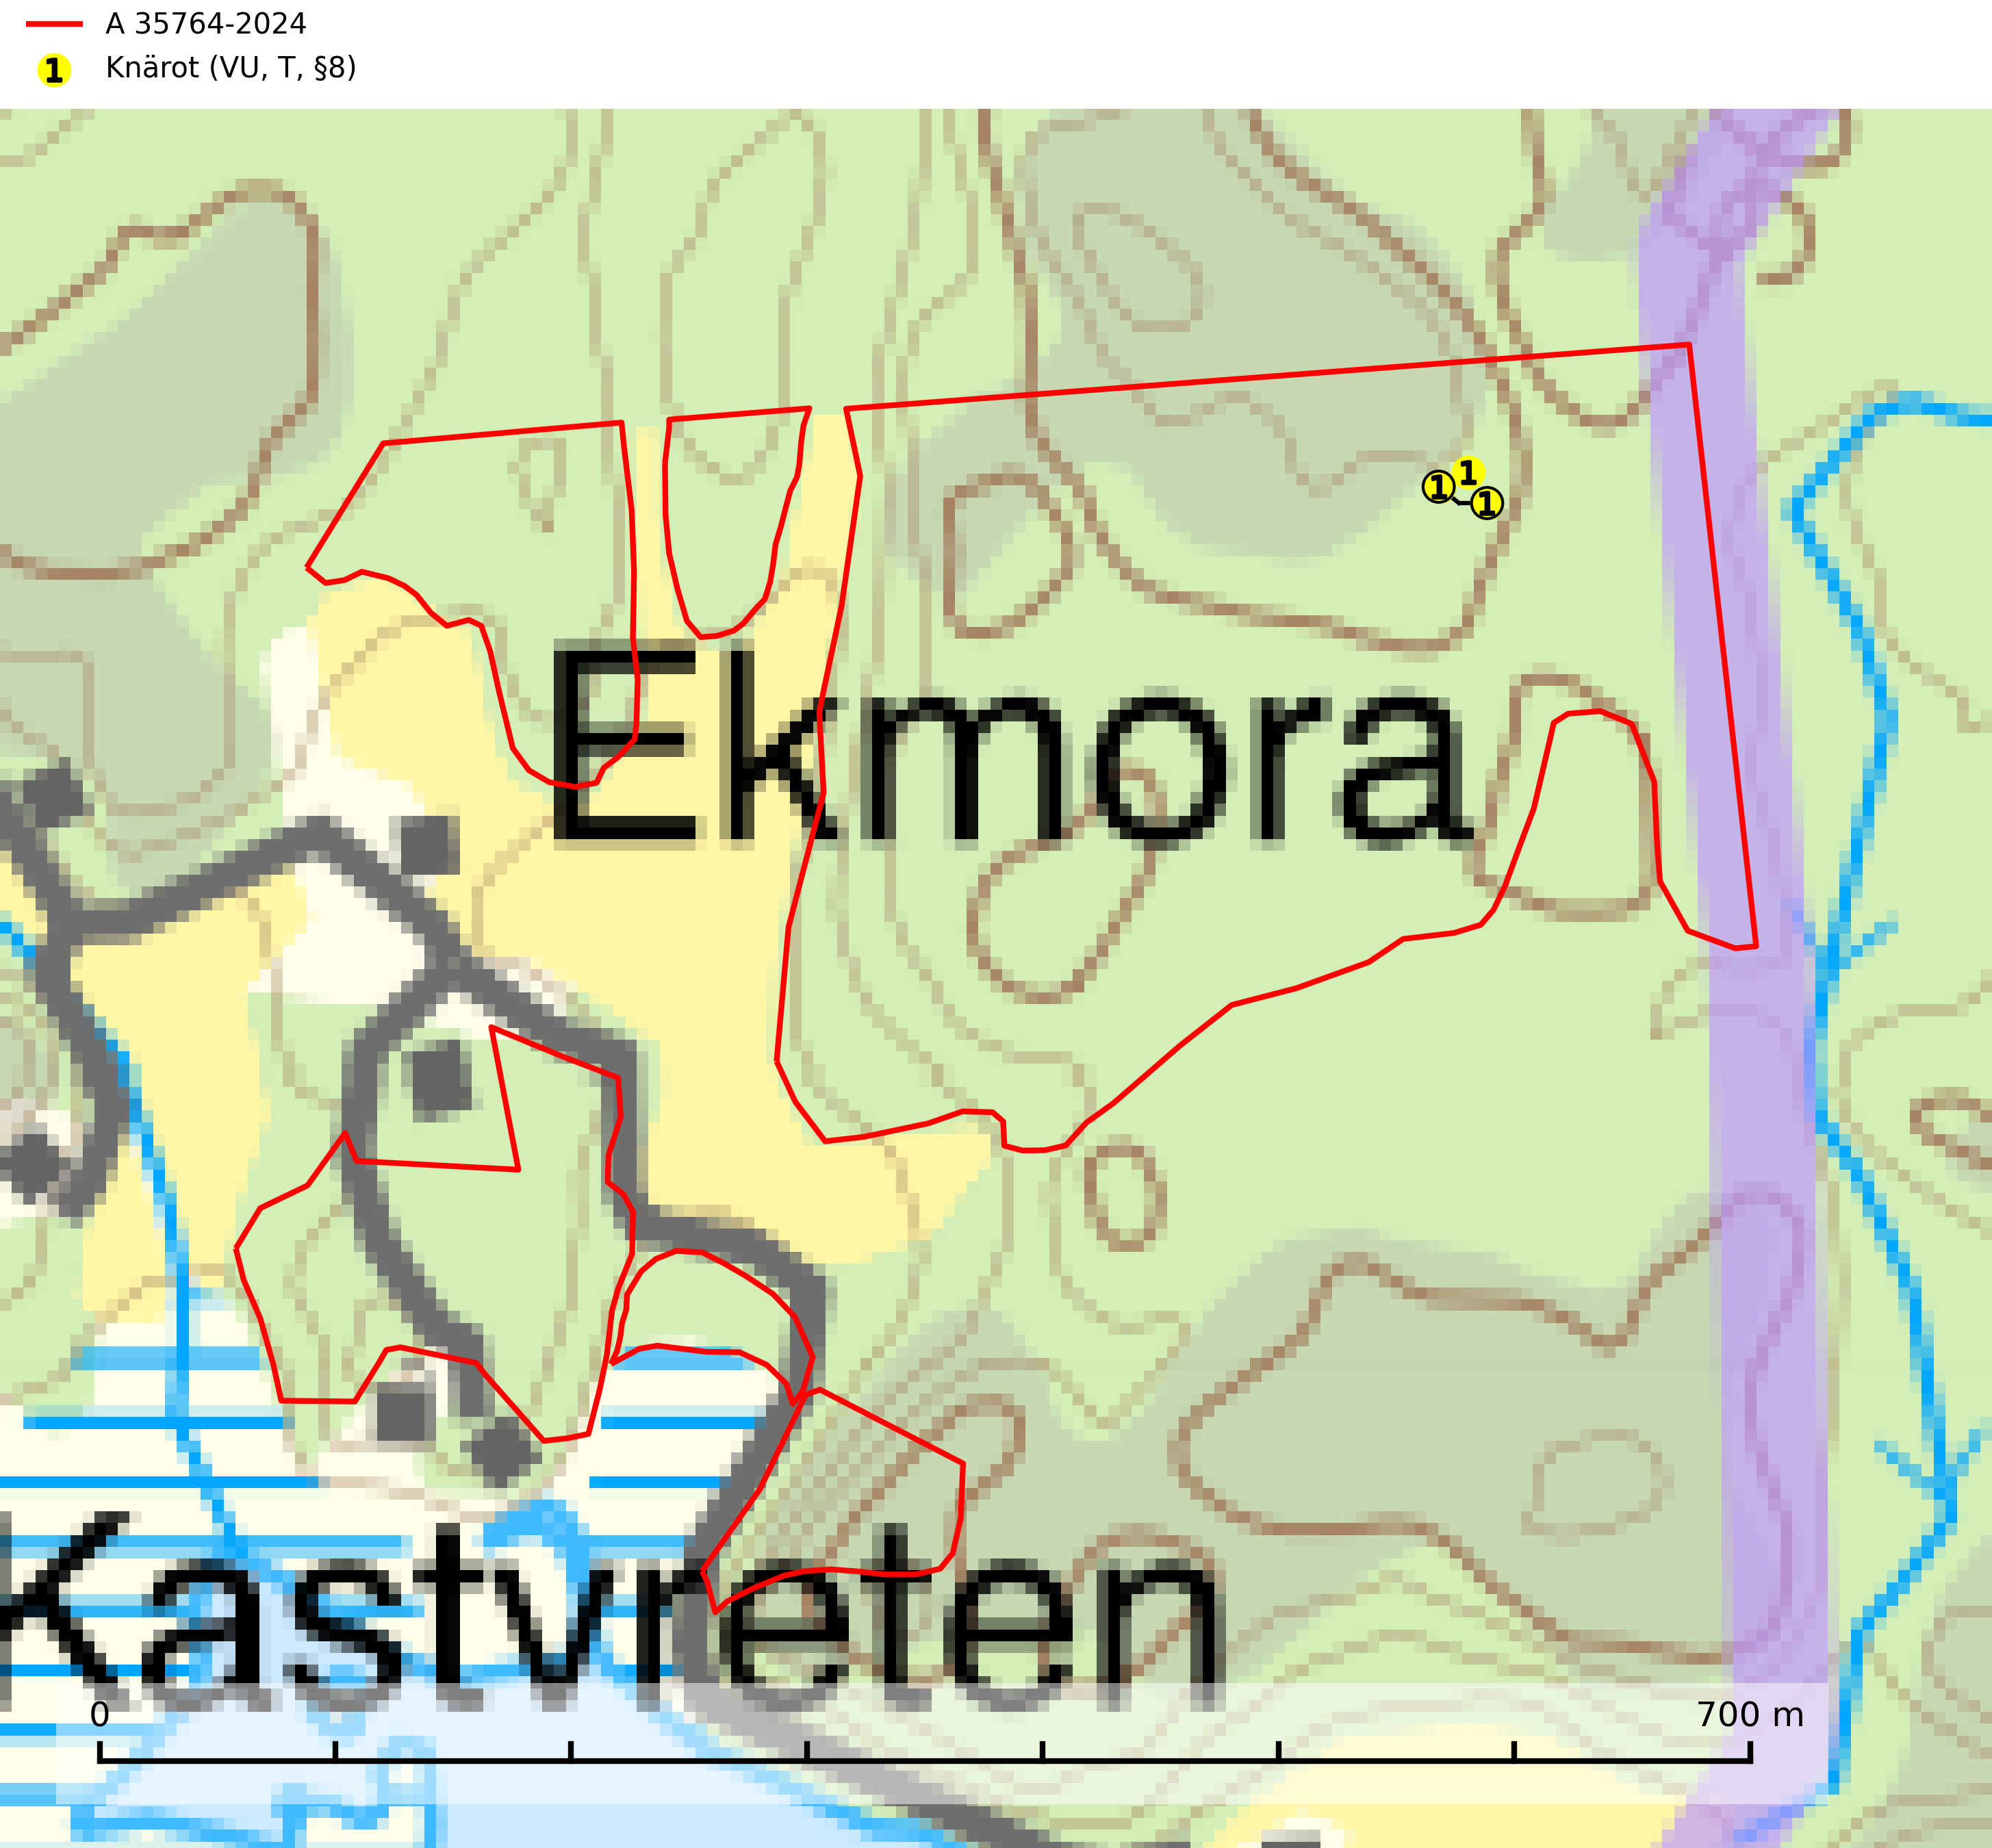 A 35764-2024
1 Knärot (VU, T, §8)
1
1
1
Ekmora
Kastvreten
0 700 m